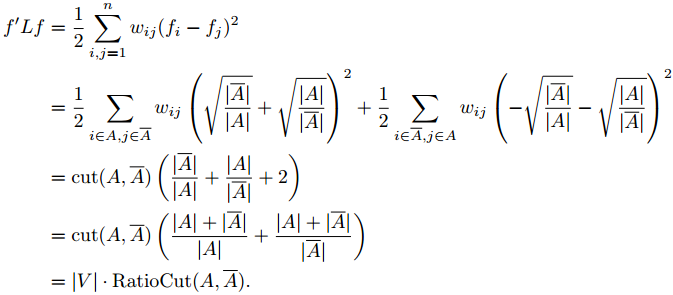 $f'Lf = \frac{1}{2} \sum_{i,j=1}^{n} w_{ij}(f_i - f_j)^2$
$= \frac{1}{2} \sum_{i \in A, j \in \overline{A}} w_{ij} \left( \sqrt{\frac{|\overline{A}|}{|A|}} + \sqrt{\frac{|A|}{|\overline{A}|}} \right)^2 + \frac{1}{2} \sum_{i \in \overline{A}, j \in A} w_{ij} \left( -\sqrt{\frac{|\overline{A}|}{|A|}} - \sqrt{\frac{|A|}{|\overline{A}|}} \right)^2$
$= \text{cut}(A, \overline{A}) \left( \frac{|\overline{A}|}{|A|} + \frac{|A|}{|\overline{A}|} + 2 \right)$
$= \text{cut}(A, \overline{A}) \left( \frac{|A| + |\overline{A}|}{|A|} + \frac{|A| + |\overline{A}|}{|\overline{A}|} \right)$
$= |V| \cdot \text{RatioCut}(A, \overline{A}).$